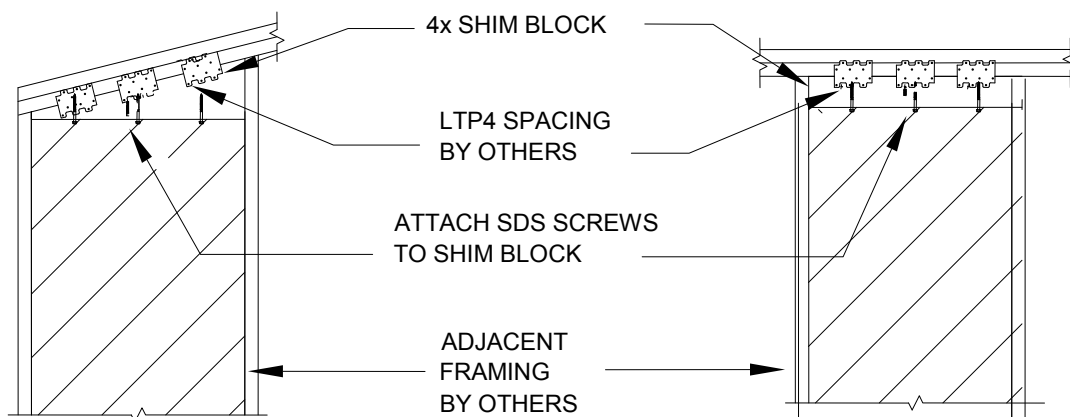 4x SHIM BLOCK
LTP4 SPACING
BY OTHERS
ATTACH SDS SCREWS
TO SHIM BLOCK
ADJACENT
FRAMING
BY OTHERS